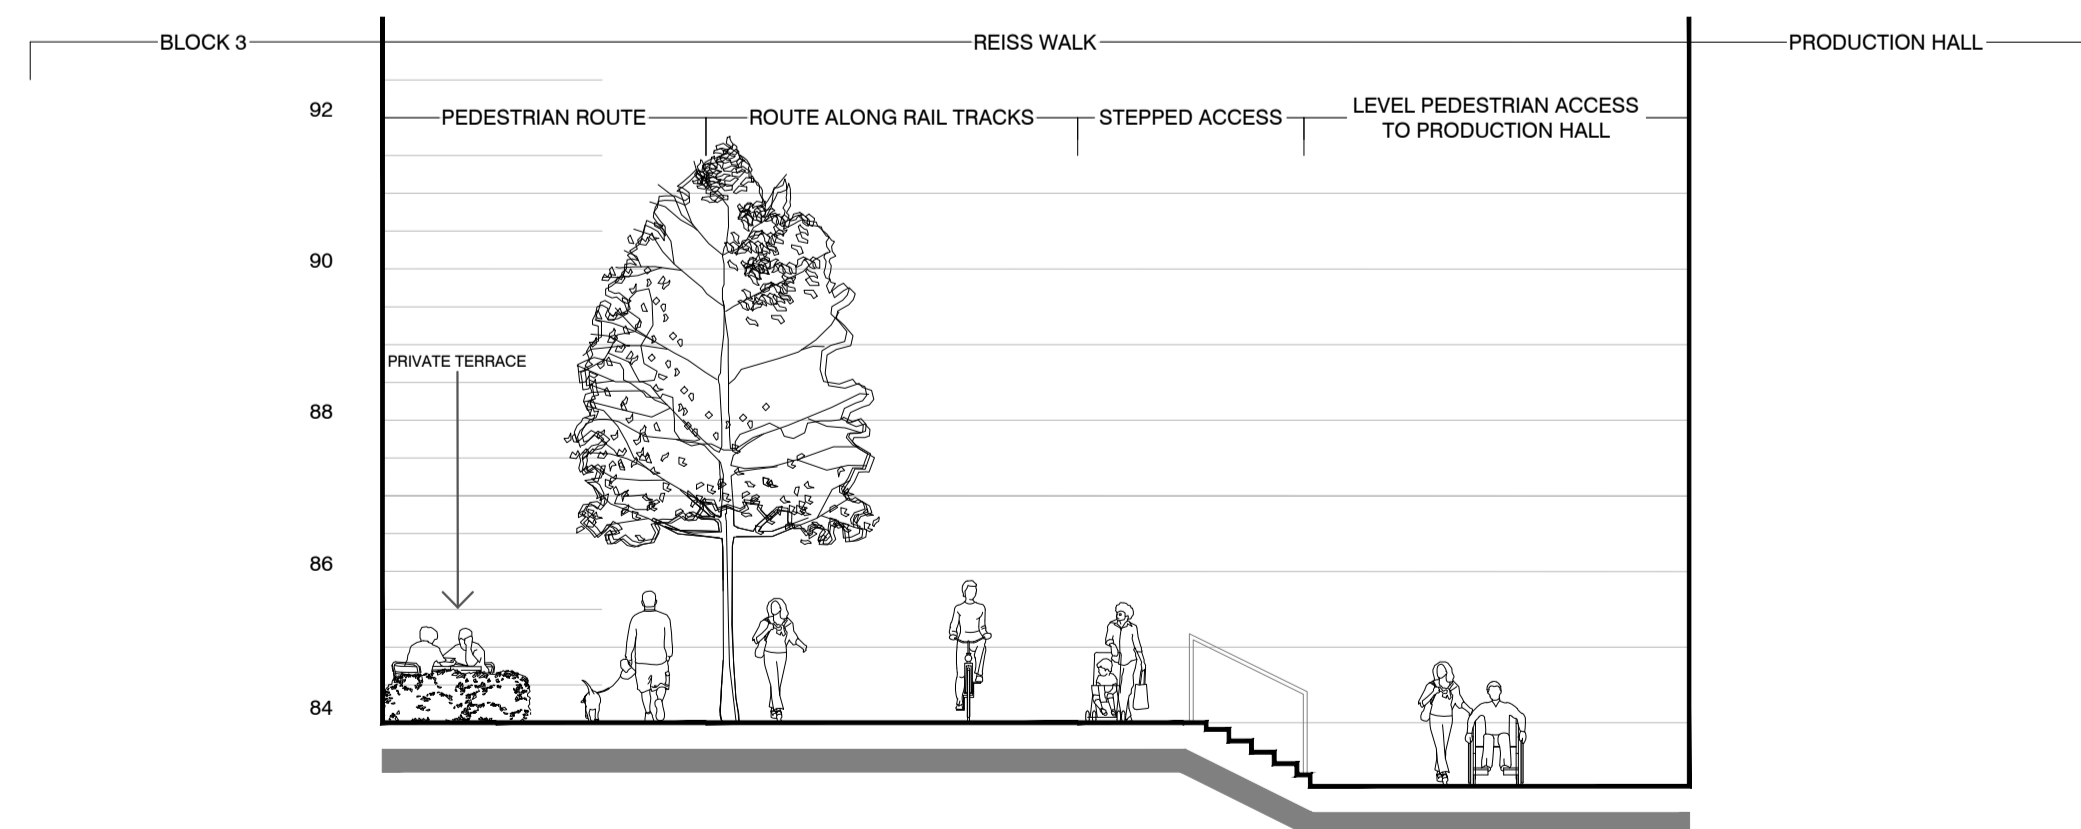 BLOCK 3
REISS WALK
PRODUCTION HALL
92
PEDESTRIAN ROUTE
ROUTE ALONG RAIL TRACKS
STEPPED ACCESS
LEVEL PEDESTRIAN ACCESS
TO PRODUCTION HALL
90
PRIVATE TERRACE
88
86
84